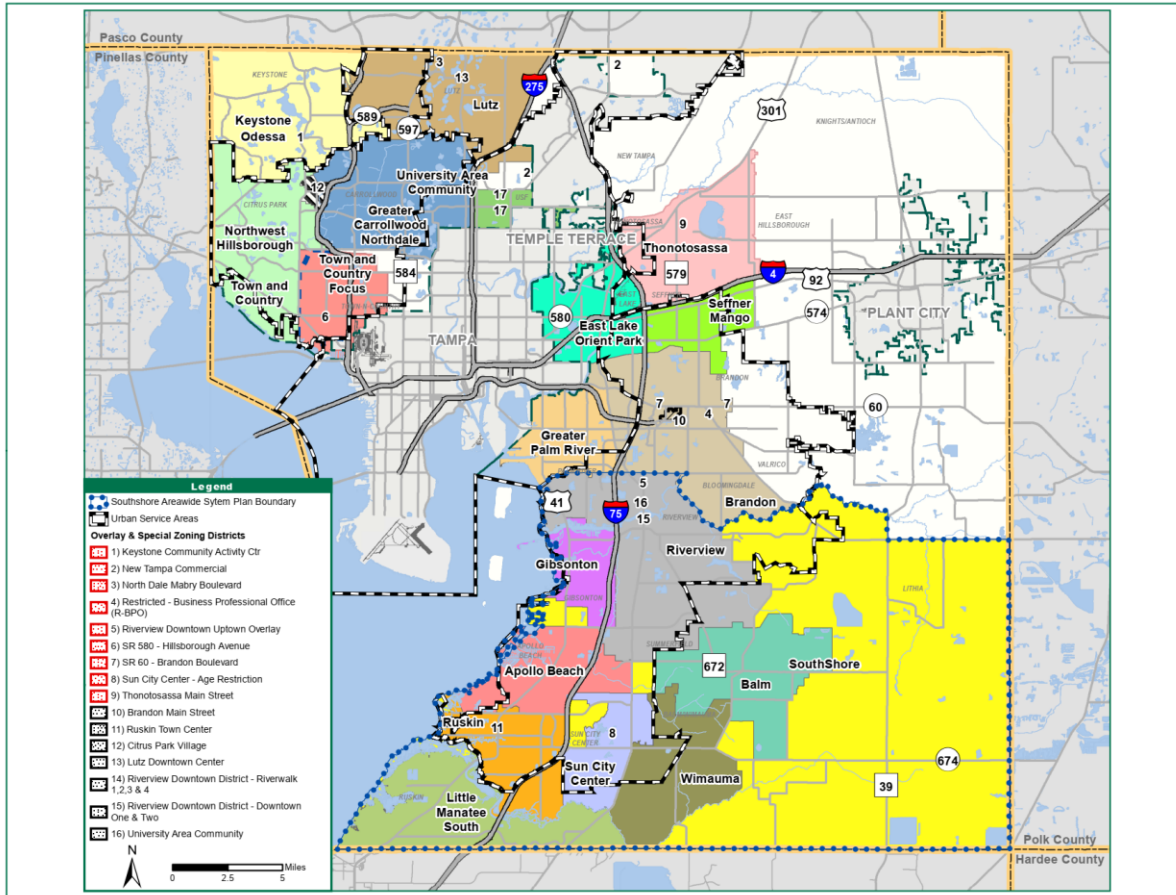 Pasco County
Pinellas County
KEYSTONE
Keystone
Odessa
1
3
13
LUTZ
Lutz
275
2
589
597
301
KNIGHTS/ANTIOCH
12
University Area
Community
2
USF
NEW TAMPA
CARROLLWOOD
17
17
CITRUS PARK
Greater
Carrollwood
Northdale
Northwest
Hillsborough
TEMPLE TERRACE
9
Thonotosassa
EAST
HILLSBOROUGH
Town and
Country
Focus
584
579
4
92
Town and
Country
6
EAST
LAKE
580
East Lake
Orient Park
Seffner
Mango
574
PLANT CITY
TAMPA
BRANDON
7
10
4
7
60
Greater
Palm River
VALRICO
BLOOMINGDALE
Brandon
5
41
16
75
15
RIVERVIEW
Riverview
Gibsonton
GIBSONTON
LITHIA
APOLLO
BEACH
Apollo Beach
672
Balm
SouthShore
Ruskin
11
SUN CITY
CENTER
8
Sun City
Center
Wimauma
674
39
RUSKIN
Little
Manatee
South
Polk County
Hardee County
Legend
Southshore Areawide Sytem Plan Boundary
Urban Service Areas
Overlay & Special Zoning Districts
1) Keystone Community Activity Ctr
2) New Tampa Commercial
3) North Dale Mabry Boulevard
4) Restricted - Business Professional Office
(R-BPO)
5) Riverview Downtown Uptown Overlay
6) SR 580 - Hillsborough Avenue
7) SR 60 - Brandon Boulevard
8) Sun City Center - Age Restriction
9) Thonotosassa Main Street
10) Brandon Main Street
11) Ruskin Town Center
12) Citrus Park Village
13) Lutz Downtown Center
14) Riverview Downtown District - Riverwalk
1,2,3 & 4
15) Riverview Downtown District - Downtown
One & Two
16) University Area Community
N
Miles
0 2.5 5